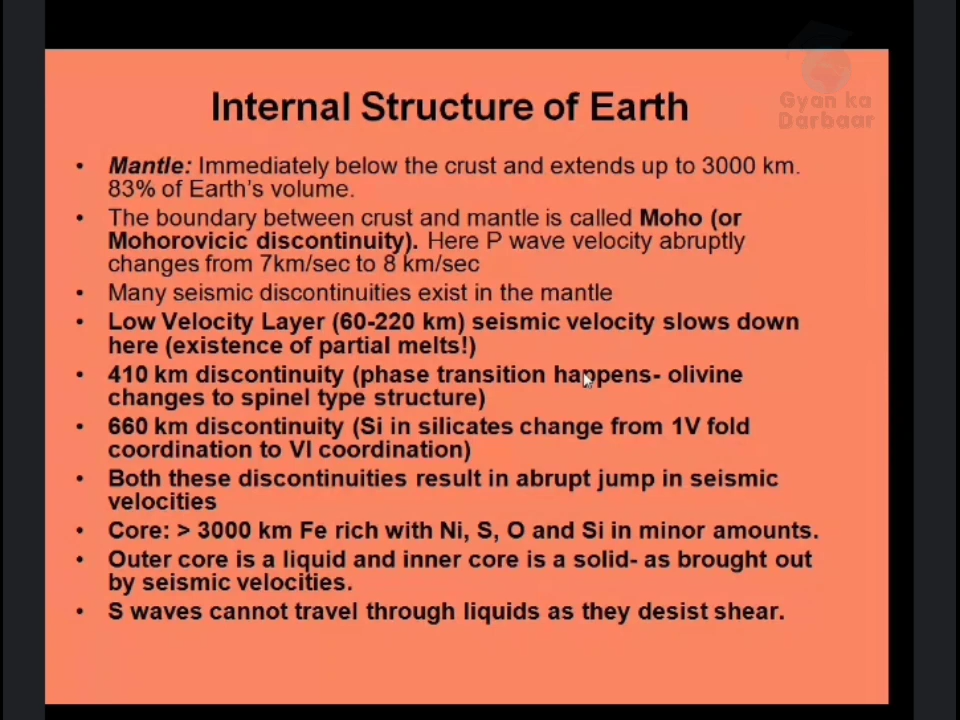 Gyan ka
Darbaar
Internal Structure of Earth
• Mantle: Immediately below the crust and extends up to 3000 km.
83% of Earth's volume.
• The boundary between crust and mantle is called Moho (or
Mohorovicic discontinuity). Here P wave velocity abruptly
changes from 7km/sec to 8 km/sec
• Many seismic discontinuities exist in the mantle
• Low Velocity Layer (60-220 km) seismic velocity slows down
here (existence of partial melts!)
• 410 km discontinuity (phase transition happens- olivine
changes to spinel type structure)
• 660 km discontinuity (Si in silicates change from 1V fold
coordination to VI coordination)
• Both these discontinuities result in abrupt jump in seismic
velocities
• Core: > 3000 km Fe rich with Ni, S, O and Si in minor amounts.
• Outer core is a liquid and inner core is a solid- as brought out
by seismic velocities.
• S waves cannot travel through liquids as they desist shear.